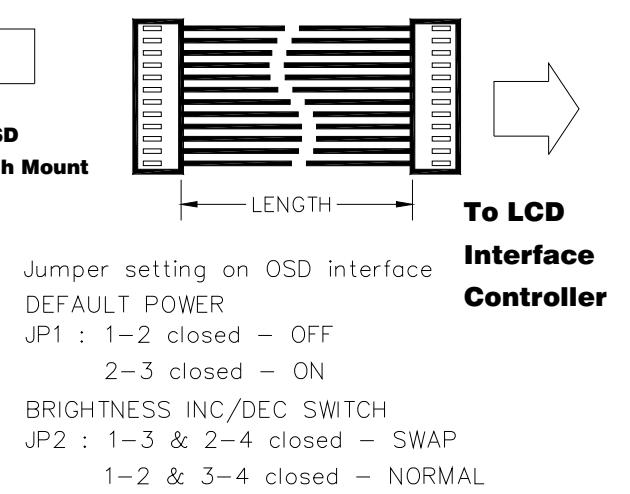 SD
h Mount
LENGTH
To LCD
Interface
Controller
Jumper setting on OSD interface
DEFAULT POWER
JP1 : 1-2 closed - OFF
2-3 closed - ON
BRIGHTNESS INC/DEC SWITCH
JP2 : 1-3 & 2-4 closed - SWAP
1-2 & 3-4 closed - NORMAL